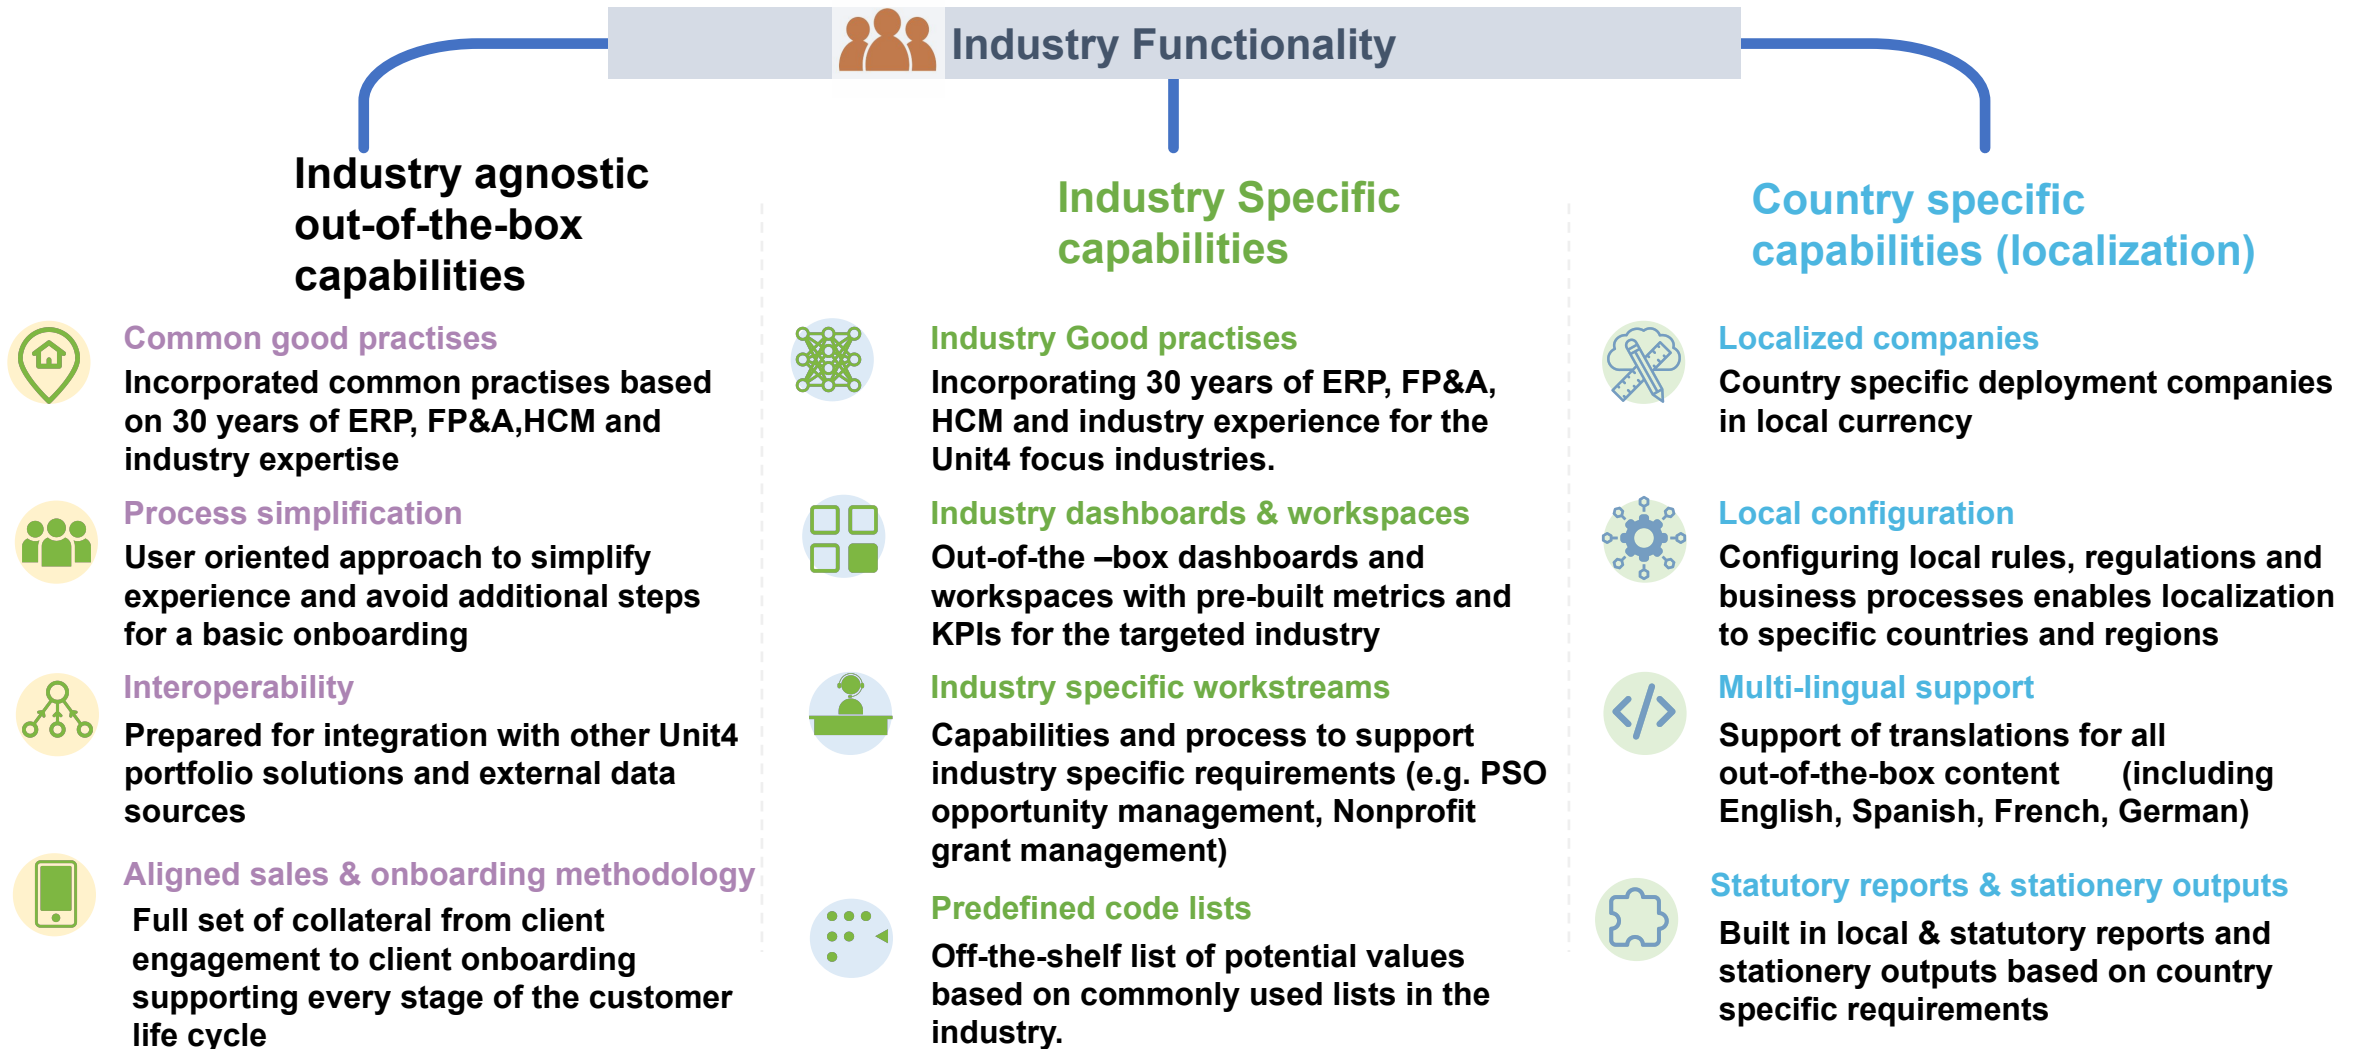 Industry Functionality
Industry agnostic
out-of-the-box
capabilities
Common good practises
Incorporated common practises based
on 30 years of ERP, FP&A,HCM and
industry expertise
Process simplification
User oriented approach to simplify
experience and avoid additional steps
for a basic onboarding
Interoperability
Prepared for integration with other Unit4
portfolio solutions and external data
sources
Aligned sales & onboarding methodology
Full set of collateral from client
engagement to client onboarding
supporting every stage of the customer
life cycle
Industry Specific
capabilities
Industry Good practises
Incorporating 30 years of ERP, FP&A,
HCM and industry experience for the
Unit4 focus industries.
Industry dashboards & workspaces
Out-of-the –box dashboards and
workspaces with pre-built metrics and
KPIs for the targeted industry
Industry specific workstreams
Capabilities and process to support
industry specific requirements (e.g. PSO
opportunity management, Nonprofit
grant management)
Predefined code lists
Off-the-shelf list of potential values
based on commonly used lists in the
industry.
Country specific
capabilities (localization)
Localized companies
Country specific deployment companies
in local currency
Local configuration
Configuring local rules, regulations and
business processes enables localization
to specific countries and regions
Multi-lingual support
Support of translations for all
out-of-the-box content (including
English, Spanish, French, German)
Statutory reports & stationery outputs
Built in local & statutory reports and
stationery outputs based on country
specific requirements